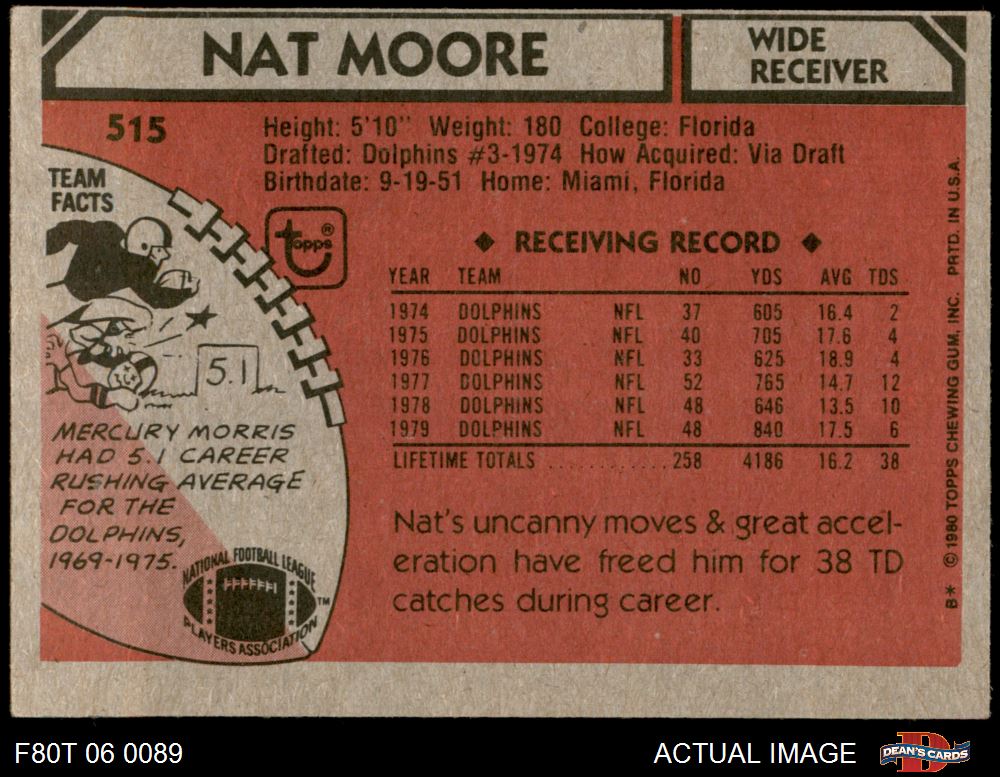 NAT MOORE
WIDE
RECEIVER
515
Height: 5'10" Weight: 180 College: Florida
Drafted: Dolphins #3-1974 How Acquired: Via Draft
Birthdate: 9-19-51 Home: Miami, Florida
TEAM
FACTS
topps®
5.1
MERCURY MORRIS
HAD 5.1 CAREER
RUSHING AVERAGE
FOR THE
DOLPHINS,
1969-1975.
NATIONAL FOOTBALL LEAGUE
PLAYERS ASSOCIATION
™
◆ RECEIVING RECORD ◆
YEAR TEAM NO YDS AVG TDS
1974 DOLPHINS NFL 37 605 16.4 2
1975 DOLPHINS NFL 40 705 17.6 4
1976 DOLPHINS NFL 33 625 18.9 4
1977 DOLPHINS NFL 52 765 14.7 12
1978 DOLPHINS NFL 48 646 13.5 10
1979 DOLPHINS NFL 48 840 17.5 6
LIFETIME TOTALS ............ 258 4186 16.2 38
Nat's uncanny moves & great accel-
eration have freed him for 38 TD
catches during career.
B* © 1980 TOPPS CHEWING GUM, INC. PRTD. IN U.S.A.
F80T 06 0089
ACTUAL IMAGE
DEAN'S CARDS